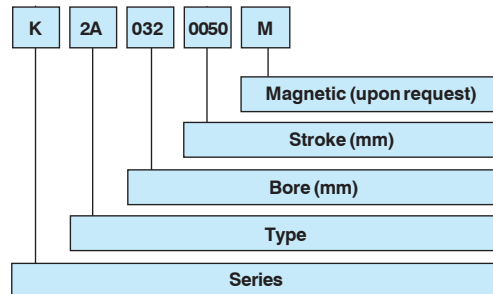 K 2A 032 0050 M
Magnetic (upon request)
Stroke (mm)
Bore (mm)
Type
Series